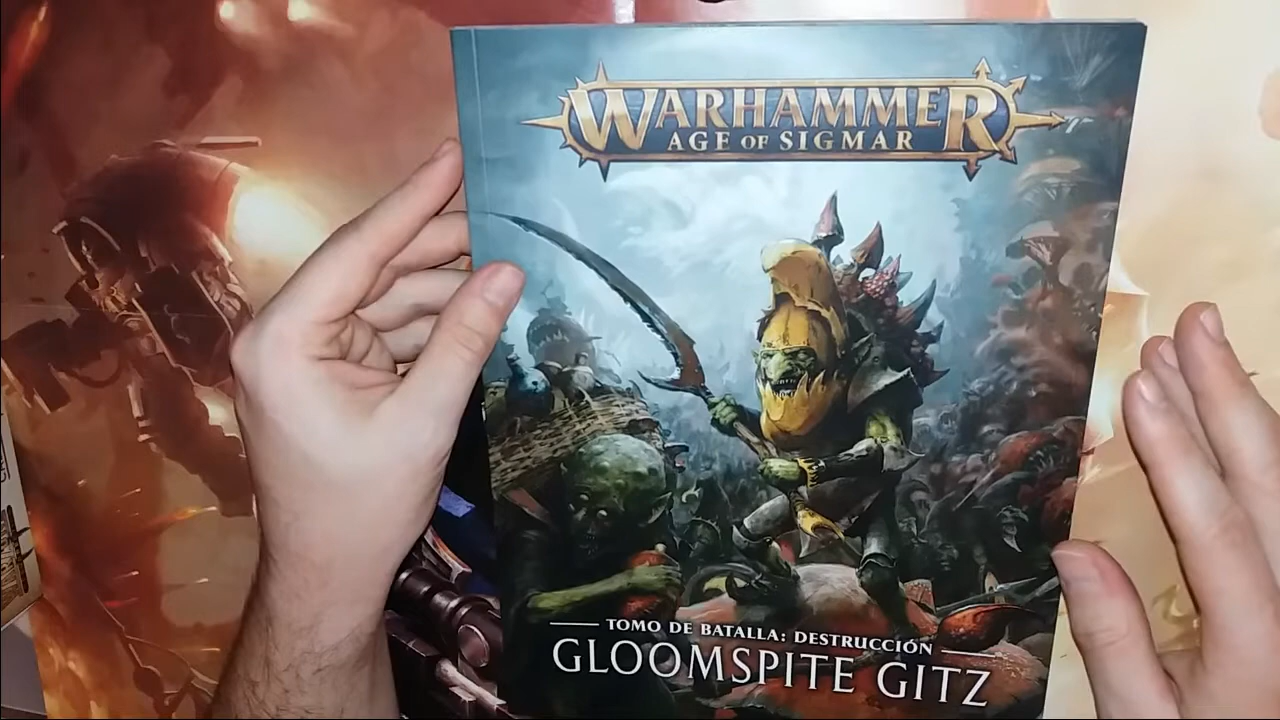 WARHAMMER
AGE OF SIGMAR
TOMO DE BATALLA: DESTRUCCIÓN
GLOOMSPITE GITZ